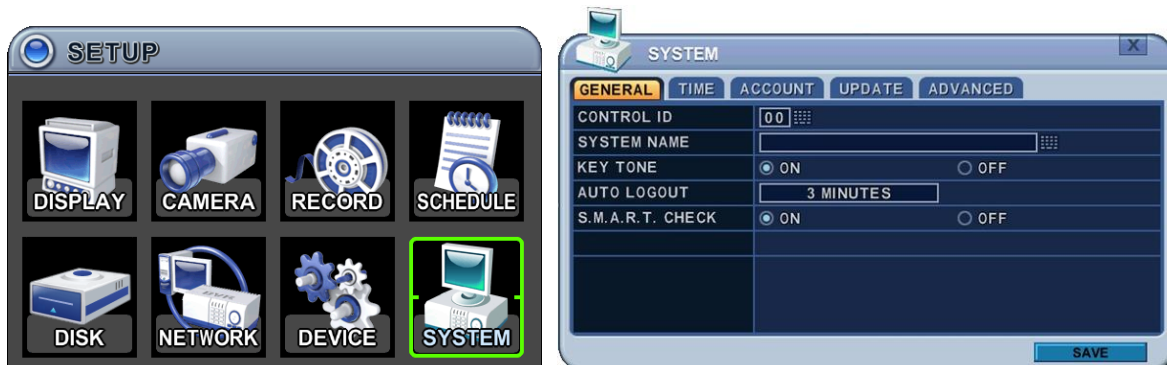 SETUP
DISPLAY CAMERA RECORD SCHEDULE
DISK NETWORK DEVICE SYSTEM
SYSTEM X
GENERAL TIME ACCOUNT UPDATE ADVANCED
CONTROL ID 00
SYSTEM NAME
KEY TONE ON OFF
AUTO LOGOUT 3 MINUTES
S.M.A.R.T. CHECK ON OFF
SAVE